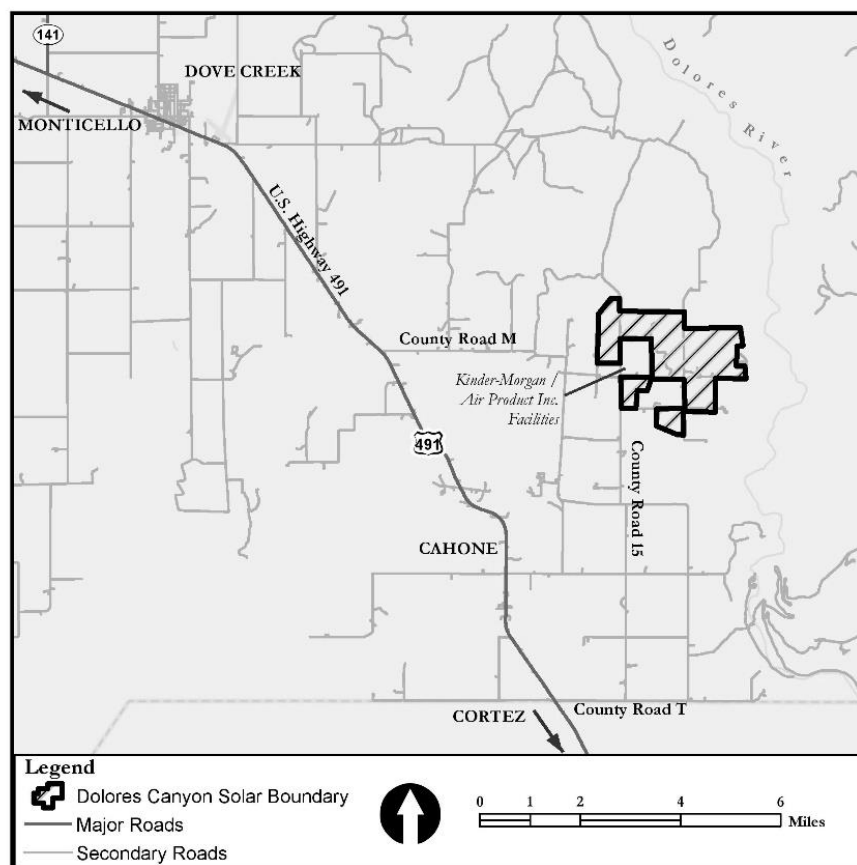 141
DOVE CREEK
MONTICELLO
Dolores River
U.S. Highway 491
County Road M
Kinder-Morgan /
Air Product Inc.
Facilities
491
County Road 15
CAHONE
CORTEZ
County Road T
Legend
Dolores Canyon Solar Boundary
Major Roads
Secondary Roads
0 1 2 4 6
Miles